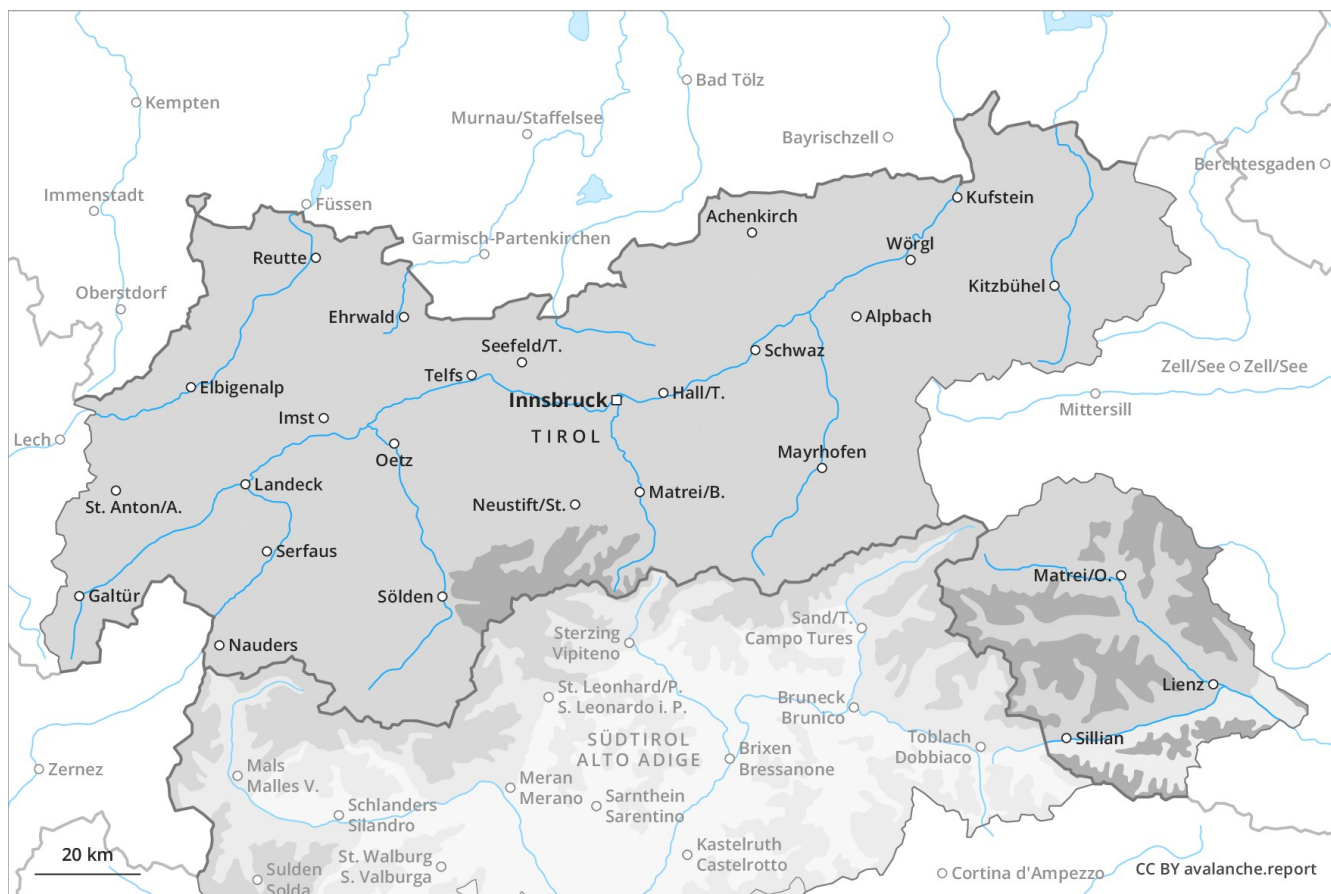 Bad Tölz
Kempten
Murnau/Staffelsee
Bayrischzell
Berchtesgaden
Immenstadt
Füssen
Kufstein
Achenkirch
Garmisch-Partenkirchen
Wörgl
Reutte
Kitzbühel
Oberstdorf
Ehrwald
Alpbach
Seefeld/T.
Schwaz
Telfs
Zell/See
Zell/See
Elbigenalp
Innsbruck
Hall/T.
Mittersill
Imst
TIROL
Lech
Oetz
Mayrhofen
Landeck
St. Anton/A.
Neustift/St.
Matrei/B.
Serfaus
Matrei/O.
Galtür
Sölden
Sterzing
Vipiteno
Sand/T.
Campo Tures
Nauders
Lienz
St. Leonhard/P.
S. Leonardo i. P.
Bruneck
Brunico
SÜDTIROL
ALTO ADIGE
Toblach
Dobbiaco
Sillian
Brixen
Bressanone
Zernez
Mals
Malles V.
Meran
Merano
Sarnthein
Sarentino
Schlanders
Silandro
Kastelruth
Castelrotto
20 km
St. Walburg
S. Valburga
Sulden
Solda
Cortina d'Ampezzo
CC BY avalanche.report